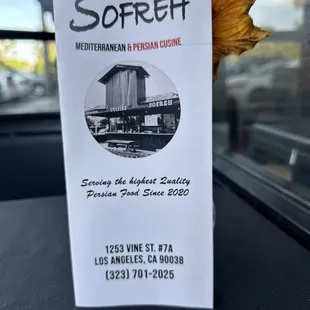 SOFREH
MEDITERRANEAN & PERSIAN CUSINE
SOFREH
Serving the highest Quality
Persian Food Since 2020
1253 VINE ST. #7A
LOS ANGELES, CA 90038
(323) 701-2025